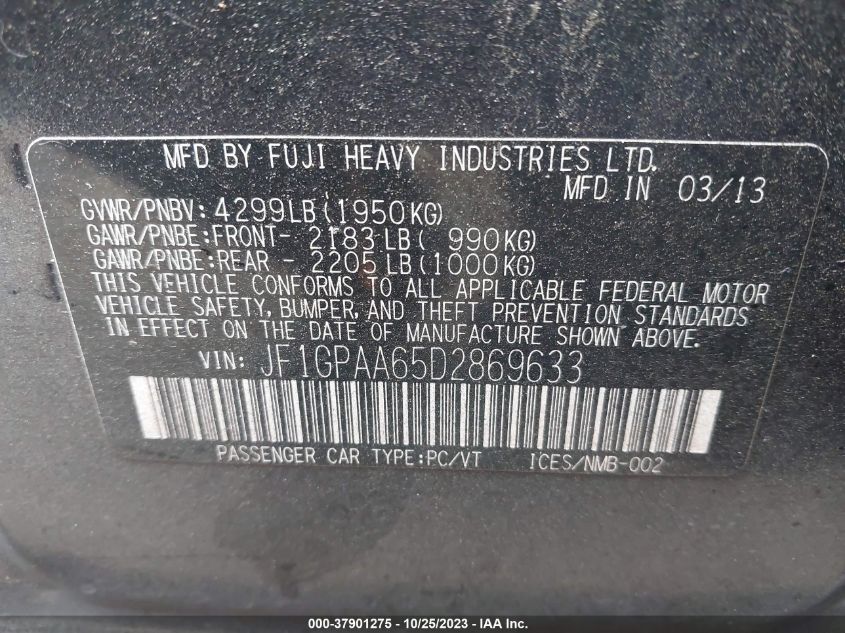 MFD BY FUJI HEAVY INDUSTRIES LTD.
MFD IN 03/13
GVWR/PNBV: 4299LB (1950KG)
GAWR/PNBE: FRONT- 2183LB ( 990KG)
GAWR/PNBE: REAR - 2205LB (1000KG)
THIS VEHICLE CONFORMS TO ALL APPLICABLE FEDERAL MOTOR
VEHICLE SAFETY, BUMPER, AND THEFT PREVENTION STANDARDS
IN EFFECT ON THE DATE OF MANUFACTURE SHOWN ABOVE.
VIN: JF1GPAA65D2869633
PASSENGER CAR TYPE:PC/VT ICES/NMB-002
000-37901275 - 10/25/2023 - IAA Inc.